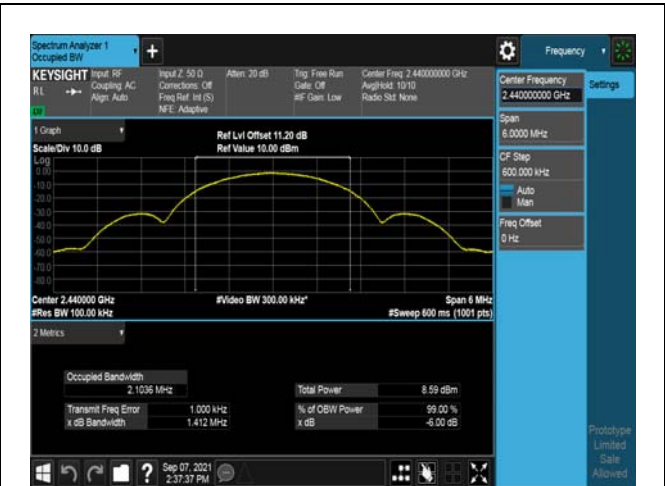 Spectrum Analyzer 1
Occupied BW
+
Frequency
KEYSIGHT
RL
Input: RF
Coupling: AC
Align: Auto
Input Z: 50 Ω
Corrections: Off
Freq Ref: Int (S)
NFE: Adaptive
Atten: 20 dB
Trig: Free Run
Gate: Off
#IF Gain: Low
Center Freq: 2.440000000 GHz
Avg|Hold: 10/10
Radio Std: None
Center Frequency
2.440000000 GHz
Settings
Span
6.0000 MHz
CF Step
600.000 kHz
Auto
Man
Freq Offset
0 Hz
1 Graph
Scale/Div 10.0 dB
Ref Lvl Offset 11.20 dB
Ref Value 10.00 dBm
Log
0.00
-10.0
-20.0
-30.0
-40.0
-50.0
-60.0
-70.0
-80.0
Center 2.440000 GHz
#Video BW 300.00 kHz*
Span 6 MHz
#Res BW 100.00 kHz
#Sweep 600 ms (1001 pts)
2 Metrics
Occupied Bandwidth
2.1036 MHz
Total Power 8.59 dBm
Transmit Freq Error 1.000 kHz
% of OBW Power 99.00 %
x dB Bandwidth 1.412 MHz
x dB -6.00 dB
Prototype
Limited
Sale
Allowed
?
Sep 07, 2021
2:37:37 PM